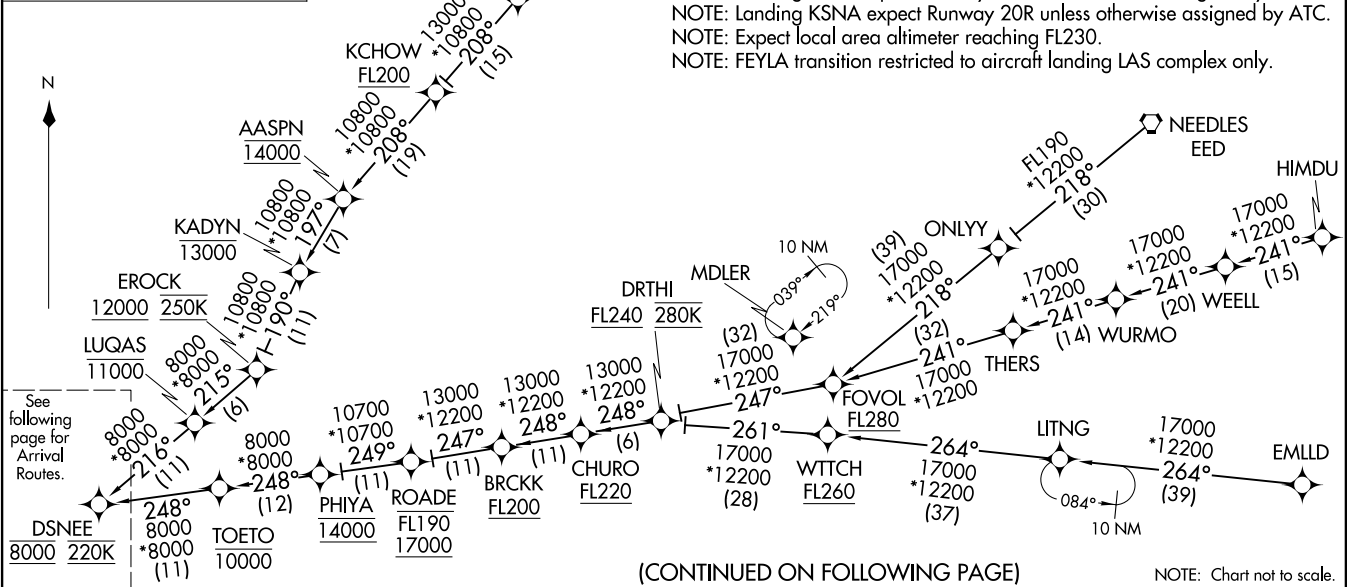 NOTE: Landing KSNA expect Runway 20R unless otherwise assigned by ATC.
NOTE: Expect local area altimeter reaching FL230.
NOTE: FEYLA transition restricted to aircraft landing LAS complex only.
N
13000
*10800
208°
(15)
KCHOW
FL200
10800
*10800
208°
(19)
AASPN
14000
10800
*10800
197°
(7)
KADYN
13000
10800
*10800
190°
(11)
EROCK
12000 250K
8000
*8000
215°
(6)
LUQAS
11000
8000
*8000
216°
(11)
See
following
page for
Arrival
Routes.
DSNEE
8000 220K
248°
8000
*8000
(11)
TOETO
10000
8000
*8000
248°
(12)
PHIYA
14000
10700
*10700
249°
(11)
ROADE
FL190
17000
13000
*12200
247°
(11)
BRCKK
FL200
13000
*12200
248°
(11)
CHURO
FL220
13000
*12200
248°
(6)
DRTHI
FL240 280K
MDLER
10 NM
039°
219°
(32)
17000
*12200
247°
261°
17000
*12200
(28)
FOVOL
FL280
WTTCH
FL260
(39)
17000
*12200
218°
ONLYY
FL190
*12200
218°
(30)
NEEDLES
EED
HIMDU
17000
*12200
241°
(15)
WEELL
17000
*12200
241°
(20)
WURMO
17000
*12200
241°
(14)
THERS
(32)
241°
17000
*12200
264°
17000
*12200
(37)
LITNG
084°
10 NM
17000
*12200
264°
(39)
EMLLD
(CONTINUED ON FOLLOWING PAGE)
NOTE: Chart not to scale.